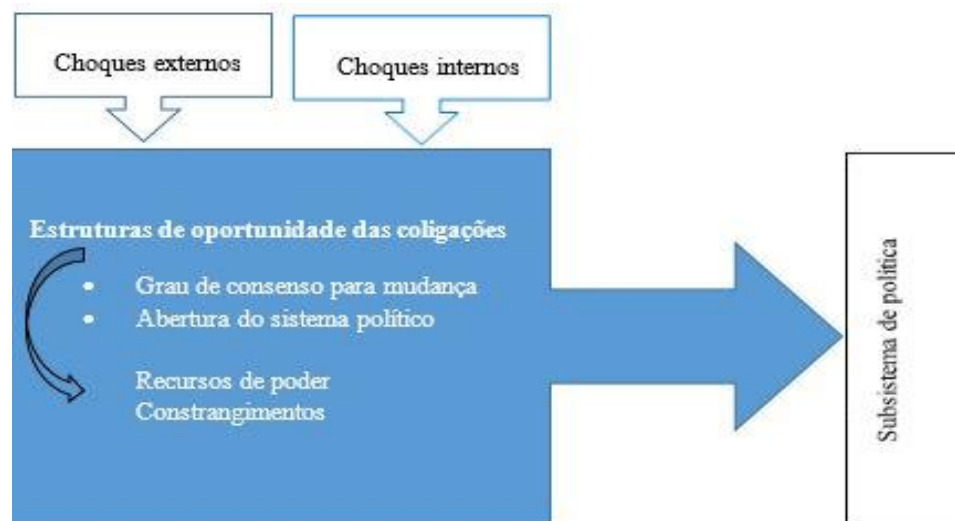 Choques externos
Choques internos
Estruturas de oportunidade das coligações
• Grau de consenso para mudança
• Abertura do sistema político
Recursos de poder
Constrangimentos
Subsistema de política